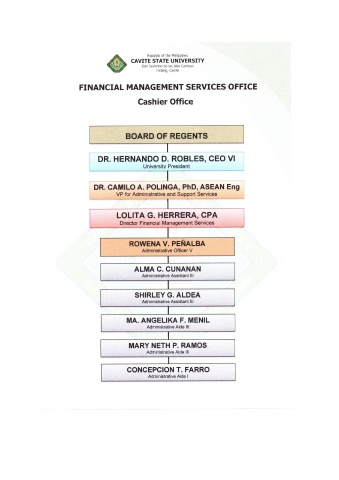 Republic of the Philippines
CAVITE STATE UNIVERSITY
Don Severino de las Alas Campus
Indang, Cavite
FINANCIAL MANAGEMENT SERVICES OFFICE
Cashier Office
BOARD OF REGENTS
DR. HERNANDO D. ROBLES, CEO VI
University President
DR. CAMILO A. POLINGA, PhD, ASEAN Eng
VP for Administrative and Support Services
LOLITA G. HERRERA, CPA
Director Financial Management Services
ROWENA V. PEÑALBA
Administrative Officer V
ALMA C. CUNANAN
Administrative Assistant III
SHIRLEY G. ALDEA
Administrative Assistant III
MA. ANGELIKA F. MENIL
Administrative Aide III
MARY NETH P. RAMOS
Administrative Aide III
CONCEPCION T. FARRO
Administrative Aide I